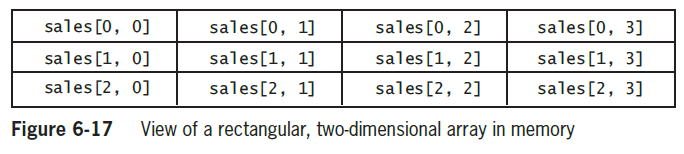 sales[0, 0] sales[0, 1] sales[0, 2] sales[0, 3]
sales[1, 0] sales[1, 1] sales[1, 2] sales[1, 3]
sales[2, 0] sales[2, 1] sales[2, 2] sales[2, 3]
Figure 6-17 View of a rectangular, two-dimensional array in memory